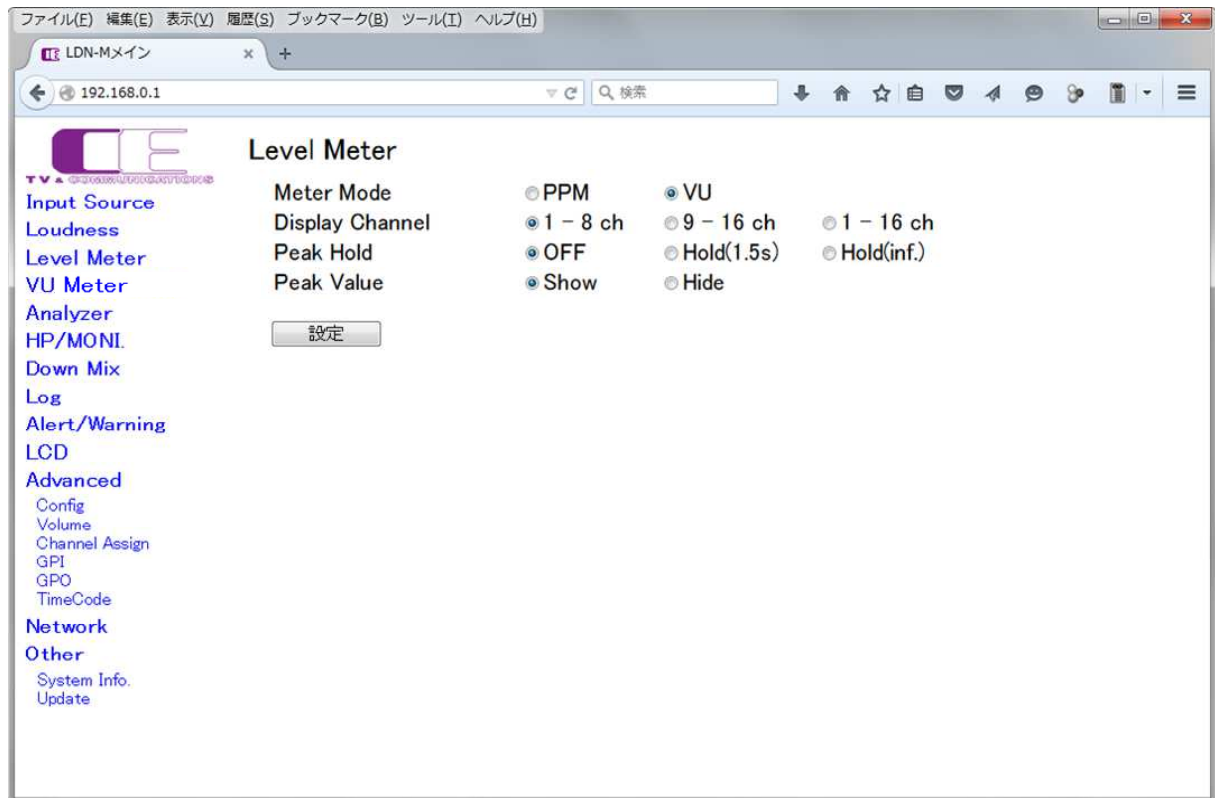 ファイル(F) 編集(E) 表示(V) 履歴(S) ブックマーク(B) ツール(T) ヘルプ(H)
LDN-Mメイン
192.168.0.1
検索
TV & COMMUNICATIONS
Input Source
Loudness
Level Meter
VU Meter
Analyzer
HP/MONI.
Down Mix
Log
Alert/Warning
LCD
Advanced
Config
Volume
Channel Assign
GPI
GPO
TimeCode
Network
Other
System Info.
Update
Level Meter
Meter Mode PPM VU
Display Channel 1 - 8 ch 9 - 16 ch 1 - 16 ch
Peak Hold OFF Hold(1.5s) Hold(inf.)
Peak Value Show Hide
設定